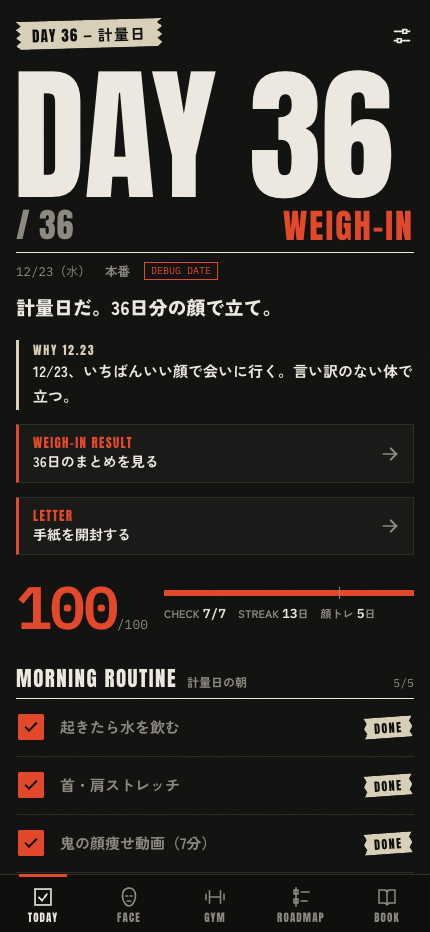 DAY 36 – 計量日
DAY 36
/ 36 WEIGH-IN
12/23（水） 本番 DEBUG DATE
計量日だ。36日分の顔で立て。
WHY 12.23
12/23、いちばんいい顔で会いに行く。言い訳のない体で
立つ。
WEIGH-IN RESULT
36日のまとめを見る
LETTER
手紙を開封する
100/100
CHECK 7/7 STREAK 13日 顔トレ 5日
MORNING ROUTINE 計量日の朝 5/5
起きたら水を飲む DONE
首・肩ストレッチ DONE
鬼の顔痩せ動画（7分） DONE
TODAY FACE GYM ROADMAP BOOK